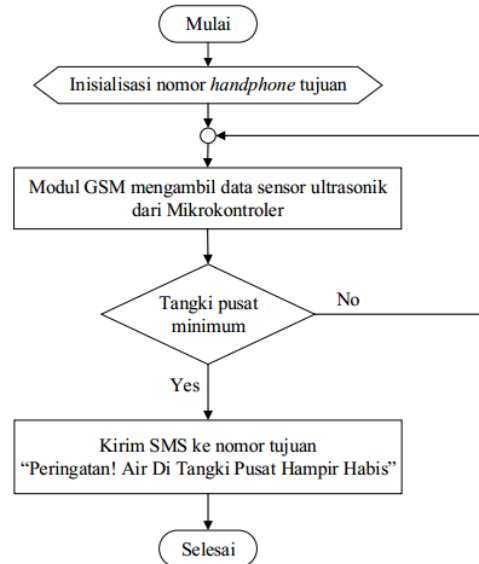 Mulai
Inisialisasi nomor handphone tujuan
Modul GSM mengambil data sensor ultrasonik
dari Mikrokontroler
Tangki pusat
minimum
No
Yes
Kirim SMS ke nomor tujuan
“Peringatan! Air Di Tangki Pusat Hampir Habis”
Selesai